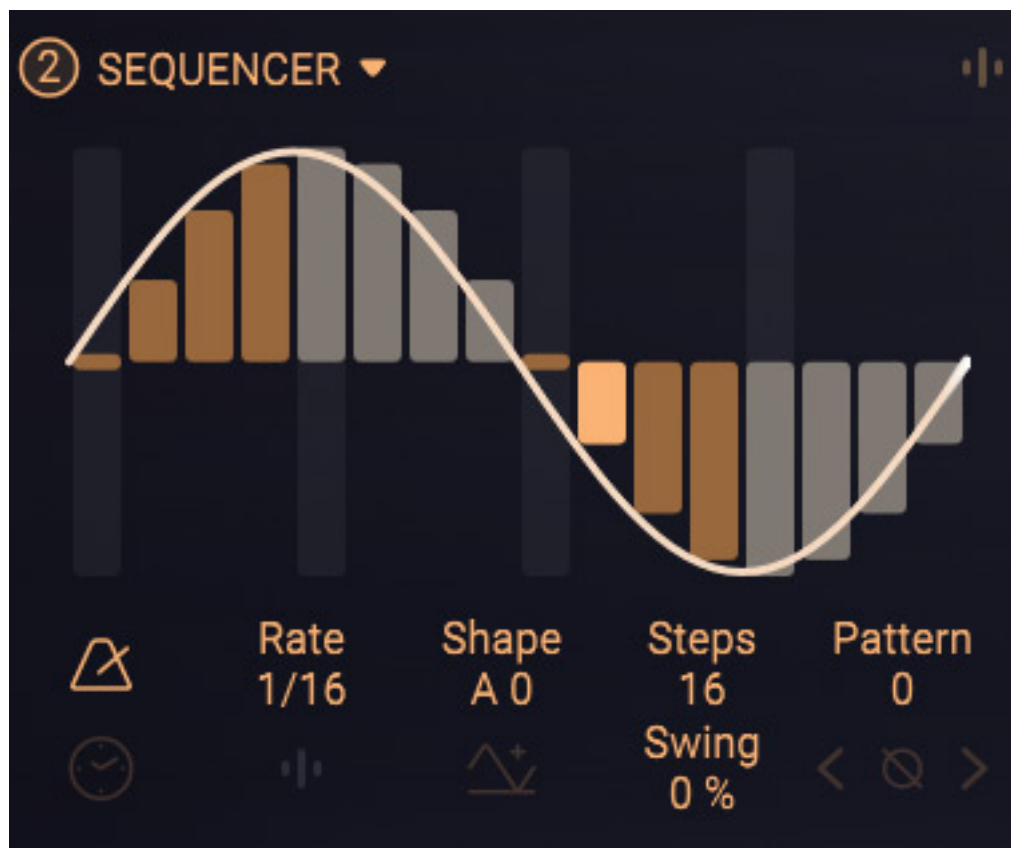 2 SEQUENCER
Rate Shape Steps Pattern
1/16 A 0 16 0
Swing
0 %